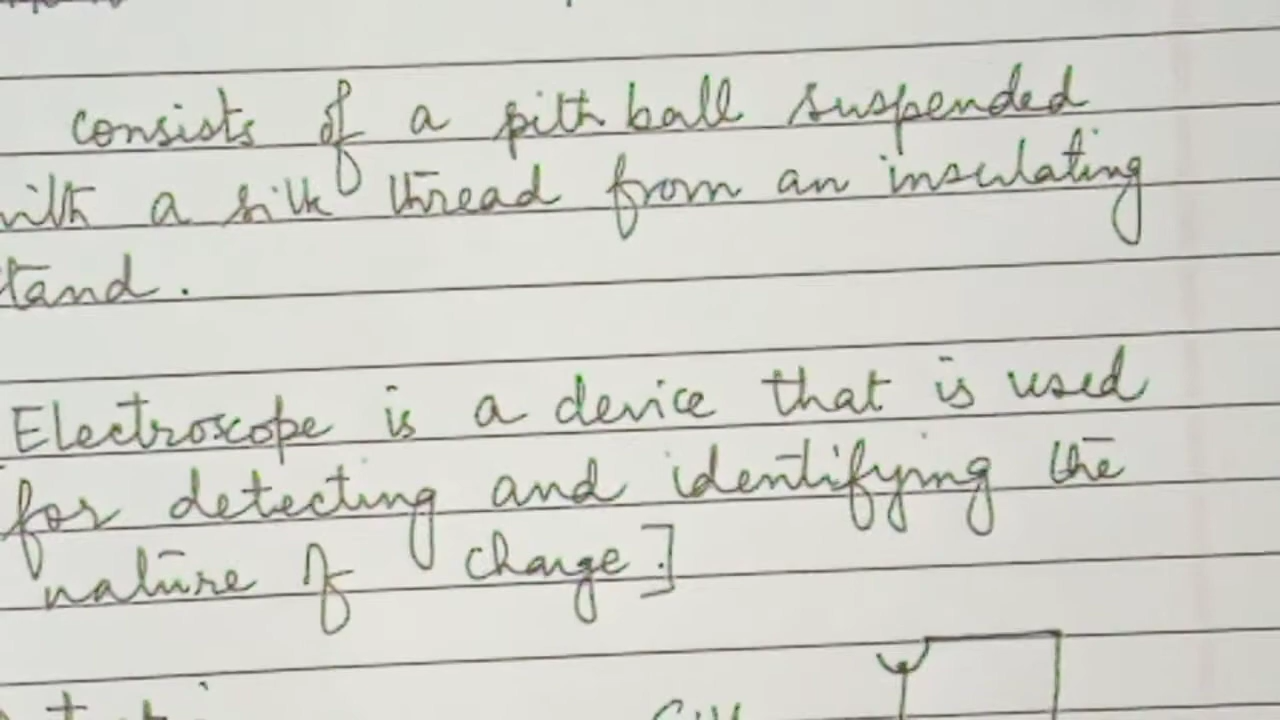 consists of a pith ball suspended
with a silk thread from an insulating
tand.
Electroscope is a device that is used
for detecting and identifying the
nature of charge.]